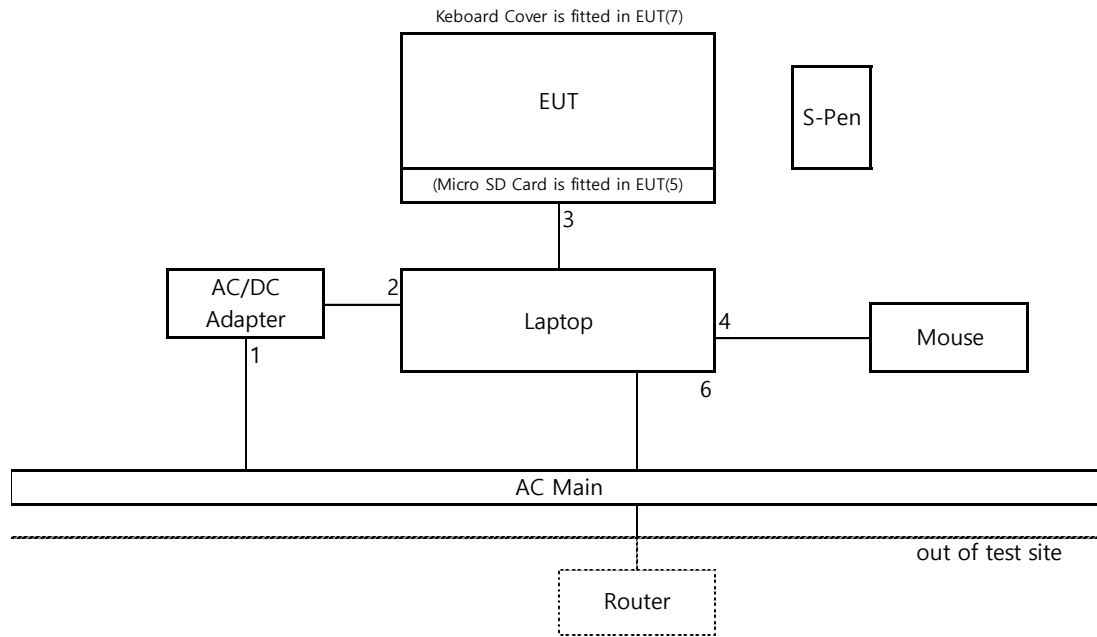 Keboard Cover is fitted in EUT(7)
EUT
S-Pen
(Micro SD Card is fitted in EUT(5)
3
AC/DC
Adapter
2
Laptop
4
Mouse
1
6
AC Main
out of test site
Router